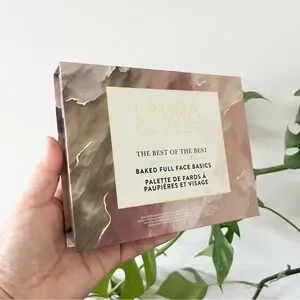 LAURA
GELLER
THE BEST OF THE BEST
BAKED FULL FACE BASICS
PALETTE DE FARDS À
PAUPIÈRES ET VISAGE